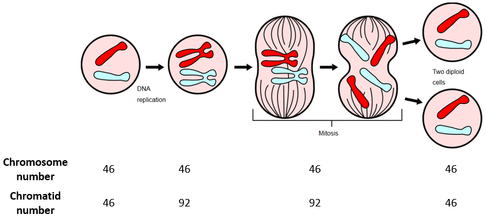 DNA
replication
Two diploid
cells
Mitosis
Chromosome
number
46 46 46 46
Chromatid
number
46 92 92 46